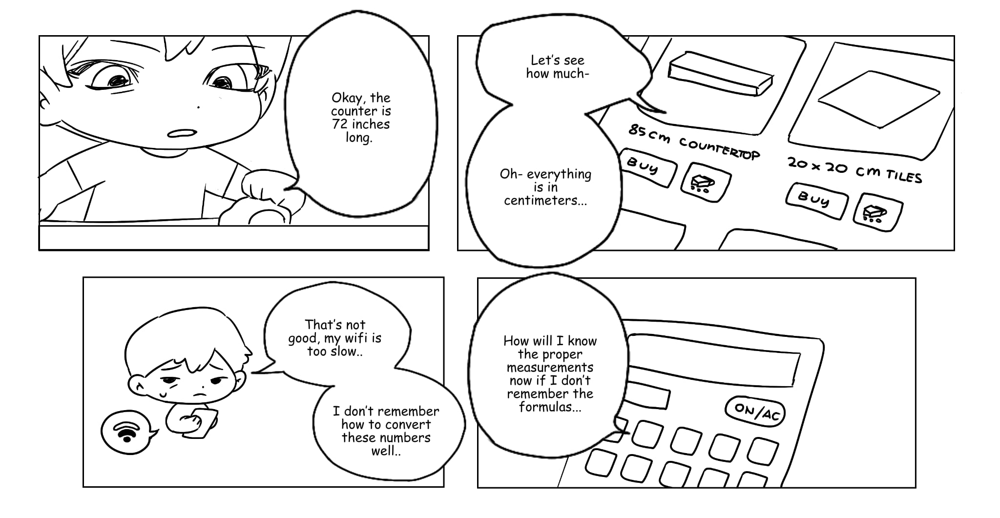 Okay, the
counter is
72 inches
long.
Let's see
how much-
Oh- everything
is in
centimeters...
85cm COUNTERTOP
BUY
20 x 20 cm TILES
BUY
That's not
good, my wifi is
too slow..
I don't remember
how to convert
these numbers
well..
How will I know
the proper
measurements
now if I don't
remember the
formulas...
ON/AC